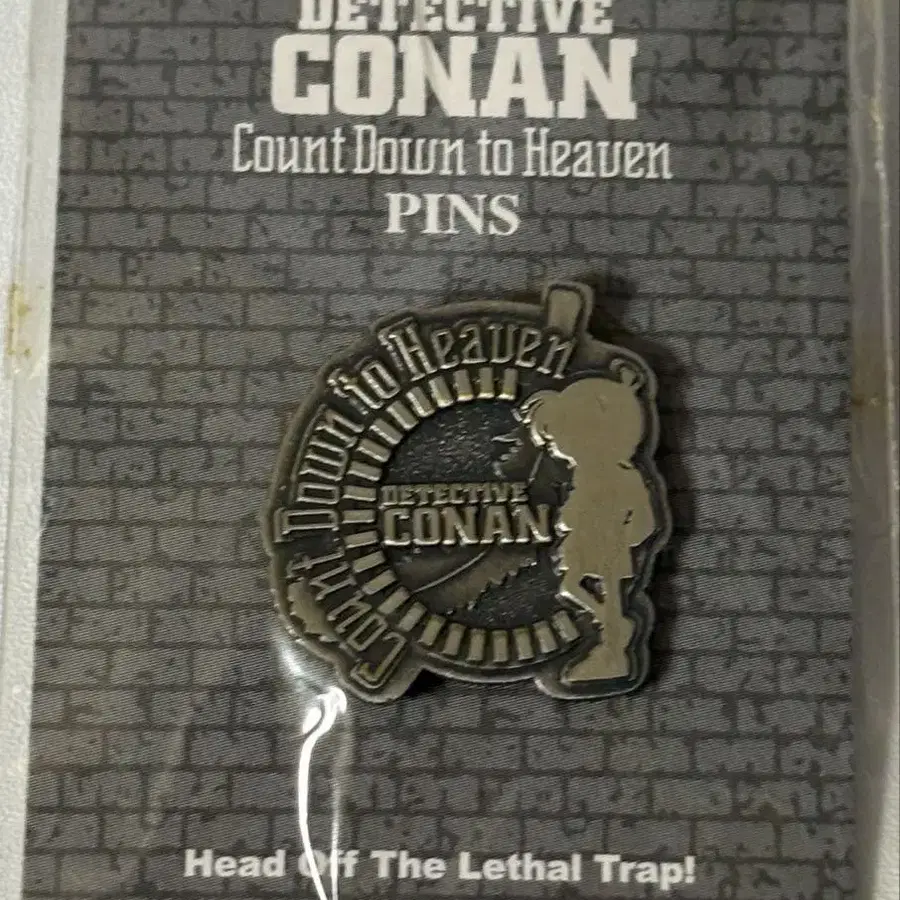 DETECTIVE
CONAN
Count Down to Heaven
PINS
Count Down to Heaven
DETECTIVE
CONAN
Head Off The Lethal Trap!